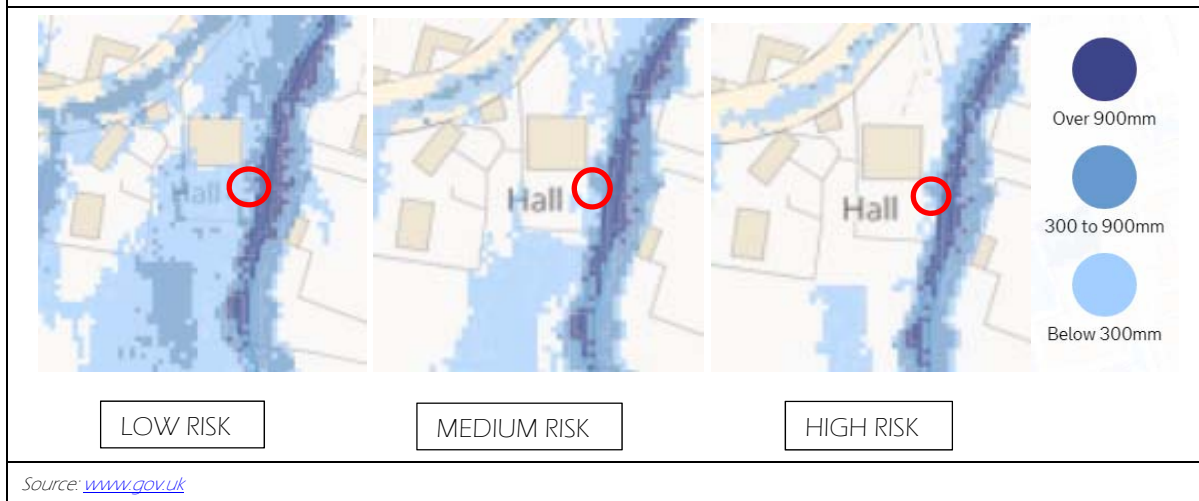 Hall
Hall
Hall
Over 900mm
300 to 900mm
Below 300mm
LOW RISK
MEDIUM RISK
HIGH RISK
Source: www.gov.uk